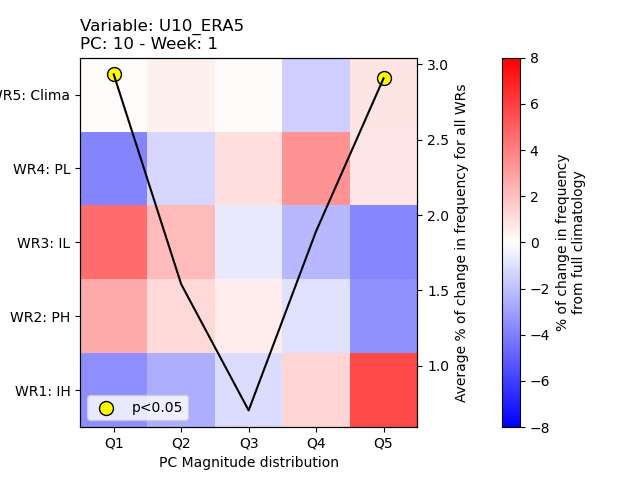 Variable: U10_ERA5
PC: 10 - Week: 1
WR5: Clima
WR4: PL
WR3: IL
WR2: PH
WR1: IH
p<0.05
Q1 Q2 Q3 Q4 Q5
PC Magnitude distribution
3.0
2.5
2.0
1.5
1.0
Average % of change in frequency for all WRs
8
6
4
2
0
−2
−4
−6
−8
% of change in frequency
from full climatology